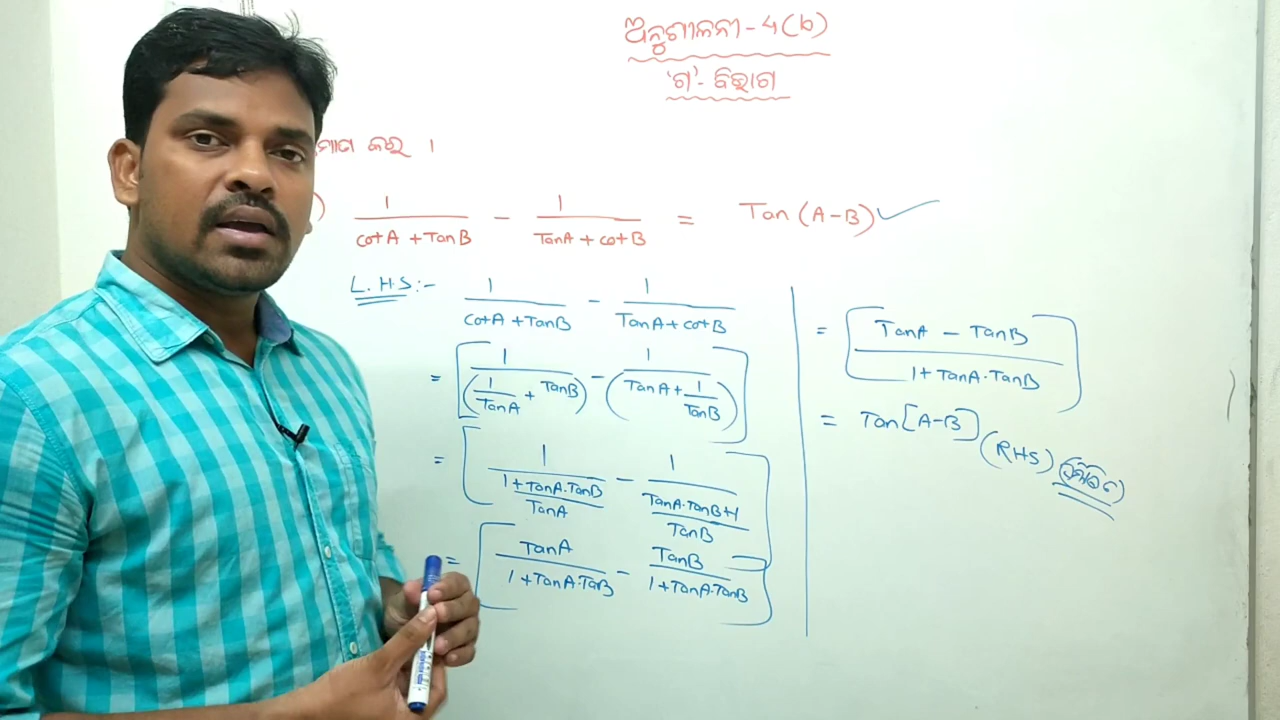 ଅନୁଶୀଳନୀ - 4(b)
'ଗ' - ବିଭାଗ
କର ।
) 1/(cotA + TanB) - 1/(TanA + cotB) = Tan (A-B) ✓
L.H.S:- 1/(cotA + TanB) - 1/(TanA + cotB)
= [1/(1/TanA + TanB) - 1/(TanA + 1/TanB)]
= [1/((1+TanA.TanB)/TanA) - 1/((TanA.TanB+1)/TanB)]
= [TanA/(1+TanA.TaB) - TanB/(1+TanA.TanB)]
= [(TanA - TanB)/(1+TanA.TanB)]
= Tan[A-B] (RHS)